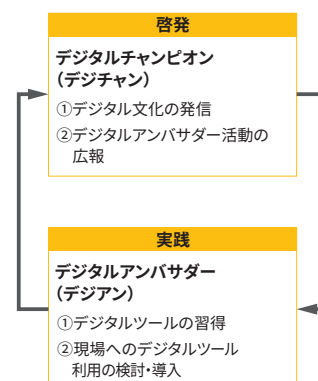 啓発
デジタルチャンピオン
（デジチャン）
①デジタル文化の発信
②デジタルアンバサダー活動の
広報
実践
デジタルアンバサダー
（デジアン）
①デジタルツールの習得
②現場へのデジタルツール
利用の検討・導入